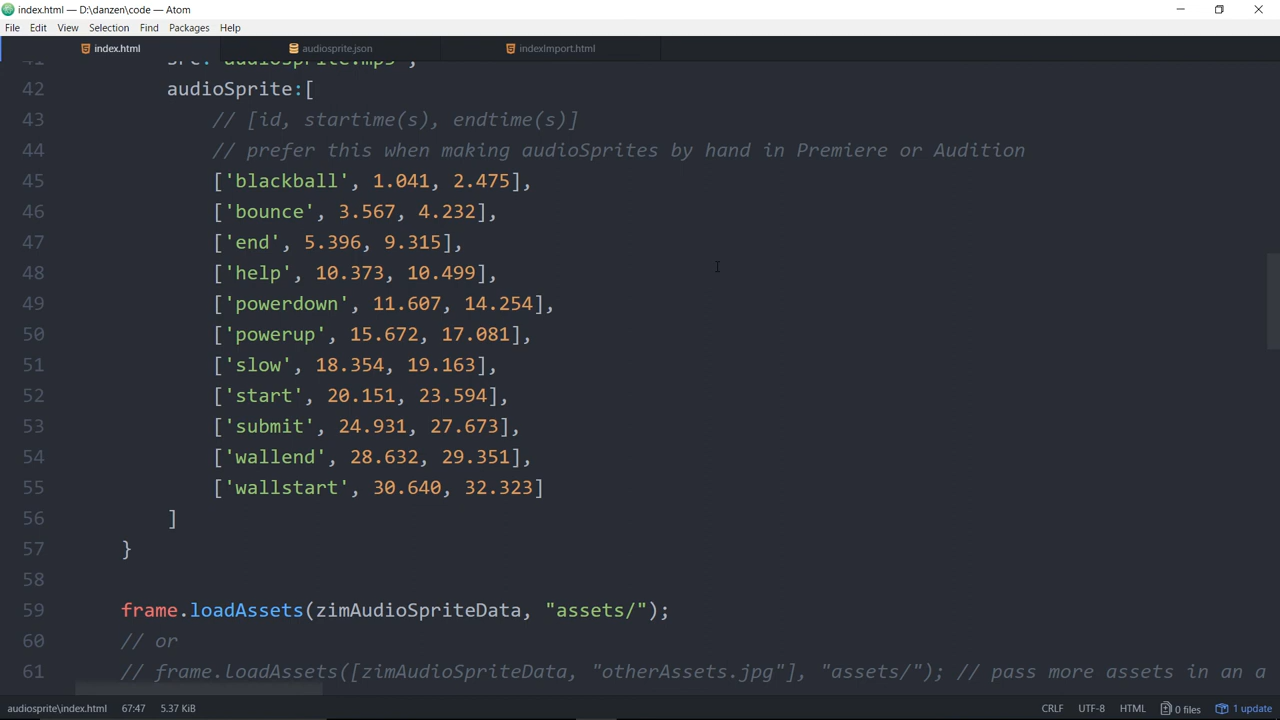 index.html — D:\danzen\code — Atom
File Edit View Selection Find Packages Help
index.html audiosprite.json indexImport.html
41 src: "audiosprite.mp3",
42 audioSprite:[
43 // [id, startime(s), endtime(s)]
44 // prefer this when making audioSprites by hand in Premiere or Audition
45 ['blackball', 1.041, 2.475],
46 ['bounce', 3.567, 4.232],
47 ['end', 5.396, 9.315],
48 ['help', 10.373, 10.499],
49 ['powerdown', 11.607, 14.254],
50 ['powerup', 15.672, 17.081],
51 ['slow', 18.354, 19.163],
52 ['start', 20.151, 23.594],
53 ['submit', 24.931, 27.673],
54 ['wallend', 28.632, 29.351],
55 ['wallstart', 30.640, 32.323]
56 ]
57 }
58
59 frame.loadAssets(zimAudioSpriteData, "assets/");
60 // or
61 // frame.loadAssets([zimAudioSpriteData, "otherAssets.jpg"], "assets/"); // pass more assets in an a
audiosprite\index.html 67:47 5.37 KiB CRLF UTF-8 HTML 0 files 1 update